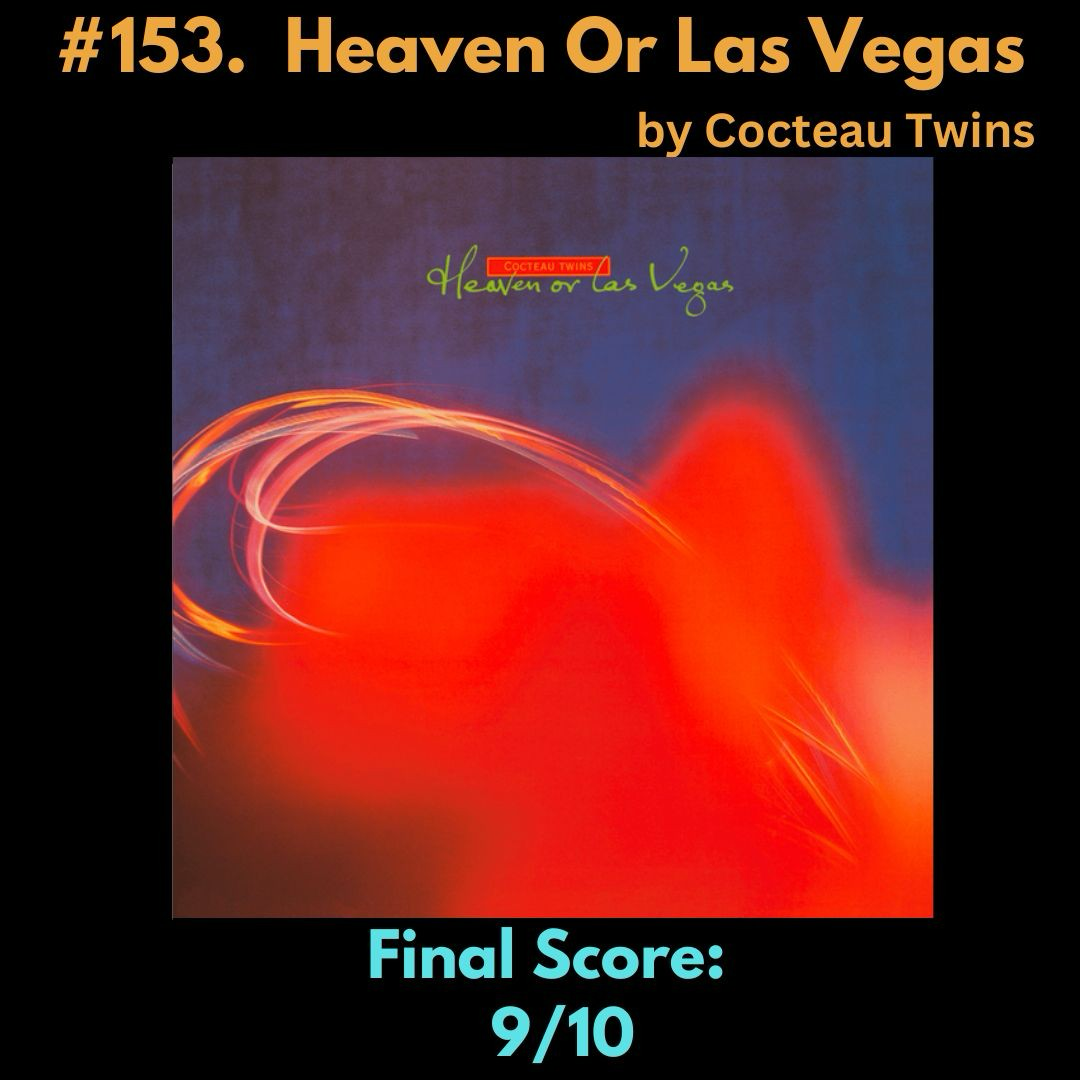 #153. Heaven Or Las Vegas
by Cocteau Twins
COCTEAU TWINS
Heaven or Las Vegas
Final Score:
9/10